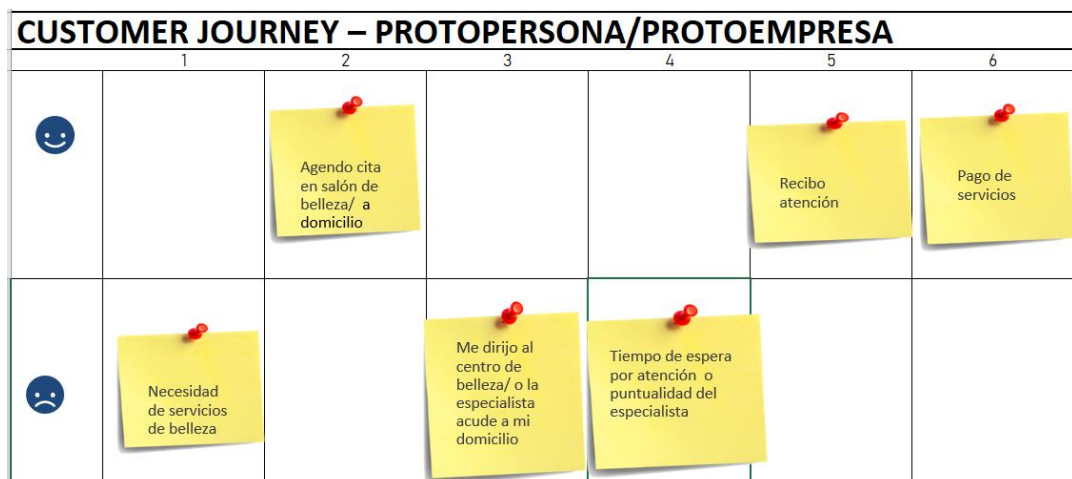 CUSTOMER JOURNEY – PROTOPERSONA/PROTOEMPRESA
1 2 3 4 5 6
Agendo cita
en salón de
belleza/ a
domicilio
Recibo
atención
Pago de
servicios
Necesidad
de servicios
de belleza
Me dirijo al
centro de
belleza/ o la
especialista
acude a mi
domicilio
Tiempo de espera
por atención o
puntualidad del
especialista